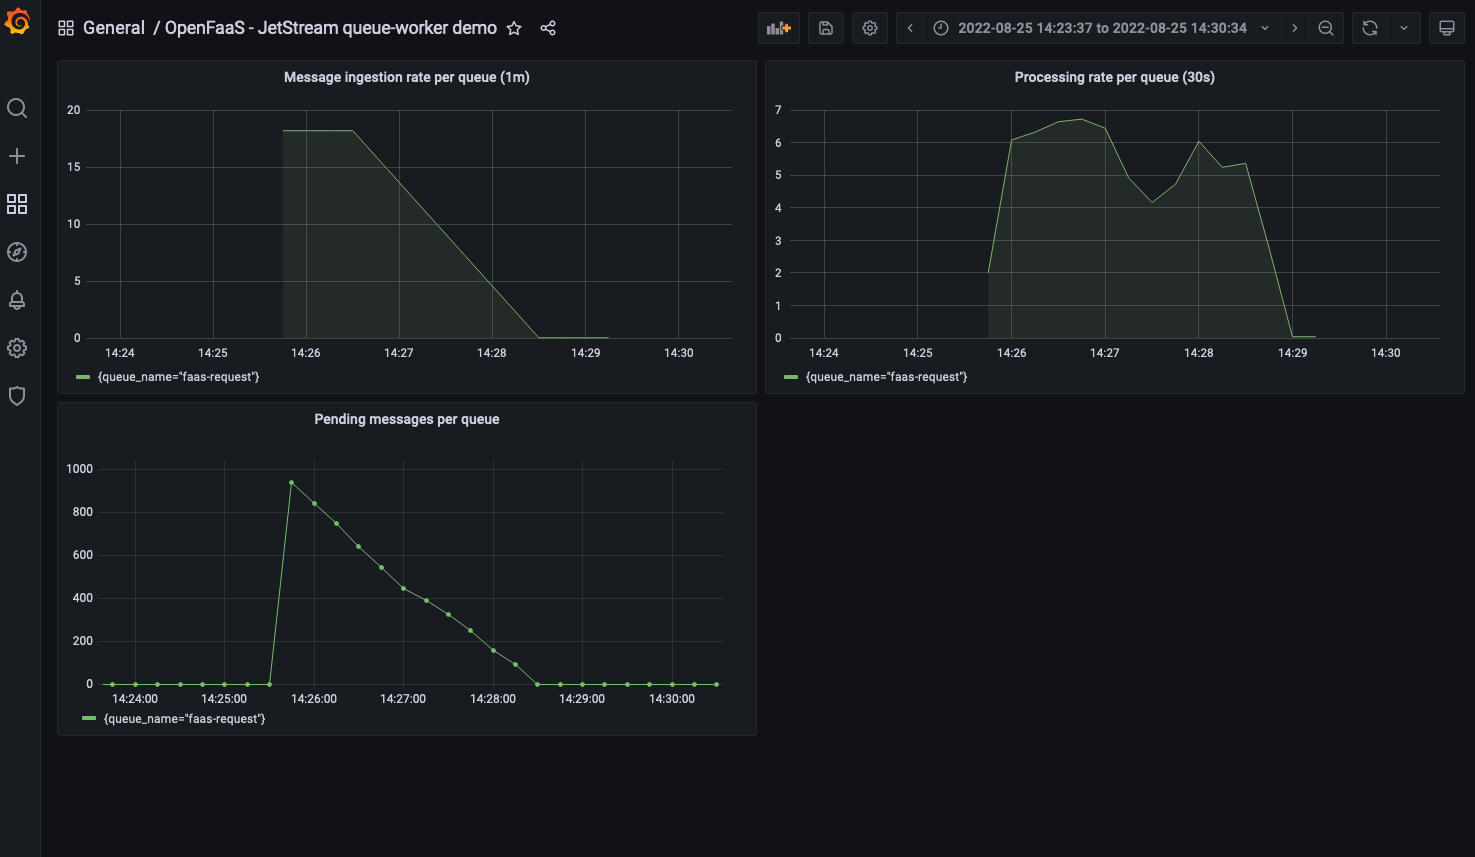 General / OpenFaaS - JetStream queue-worker demo
2022-08-25 14:23:37 to 2022-08-25 14:30:34
Message ingestion rate per queue (1m)
20
15
10
5
0
14:24 14:25 14:26 14:27 14:28 14:29 14:30
{queue_name="faas-request"}
Processing rate per queue (30s)
7
6
5
4
3
2
1
0
14:24 14:25 14:26 14:27 14:28 14:29 14:30
{queue_name="faas-request"}
Pending messages per queue
1000
800
600
400
200
0
14:24:00 14:25:00 14:26:00 14:27:00 14:28:00 14:29:00 14:30:00
{queue_name="faas-request"}